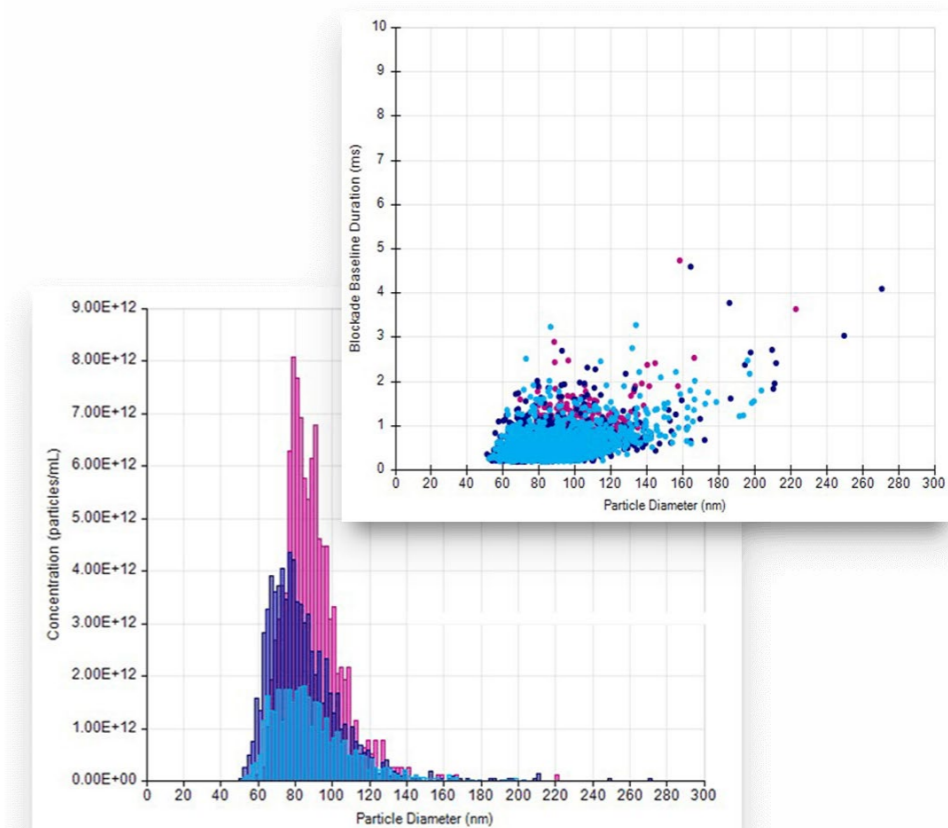 10
9
8
7
6
5
4
3
2
1
0
Blockade Baseline Duration (ms)
0 20 40 60 80 100 120 140 160 180 200 220 240 260 280 300
Particle Diameter (nm)
9.00E+12
8.00E+12
7.00E+12
6.00E+12
5.00E+12
4.00E+12
3.00E+12
2.00E+12
1.00E+12
0.00E+00
Concentration (particles/mL)
0 20 40 60 80 100 120 140 160 180 200 220 240 260 280 300
Particle Diameter (nm)